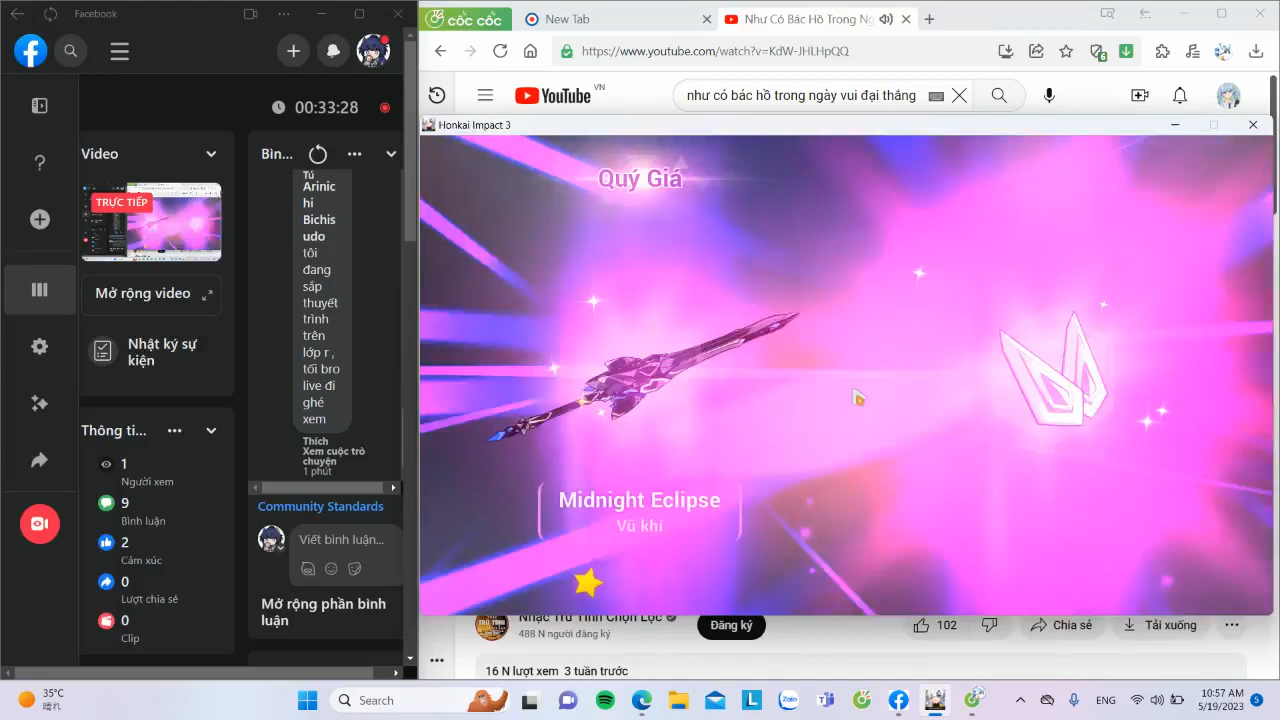 Facebook
cốc cốc
New Tab
Như Có Bác Hồ Trong Ng
https://www.youtube.com/watch?v=KdW-JHLHpQQ
6
YouTube
VN
như có bác hồ trong ngày vui đại thắng
00:33:28
Video
TRỰC TIẾP
Mở rộng video
Nhật ký sự
kiện
Thông ti...
1
Người xem
9
Bình luận
2
Cảm xúc
0
Lượt chia sẻ
0
Clip
Bìn...
Tú
Arinic
hi
Bichis
udo
tôi
đang
sắp
thuyết
trình
trên
lớp r ,
tối bro
live đi
ghé
xem
Thích
Xem cuộc trò
chuyện
1 phút
Community Standards
Viết bình luận...
Mở rộng phần bình
luận
Honkai Impact 3
Quý Giá
Midnight Eclipse
Vũ khí
Nhạc Trữ Tình Chọn Lọc
488 N người đăng ký
Đăng ký
102
Chia sẻ
Tải xuống
16 N lượt xem 3 tuần trước
35°C
晴れ
Search
L
Zalo
ENG
10:57 AM
5/19/2023
5